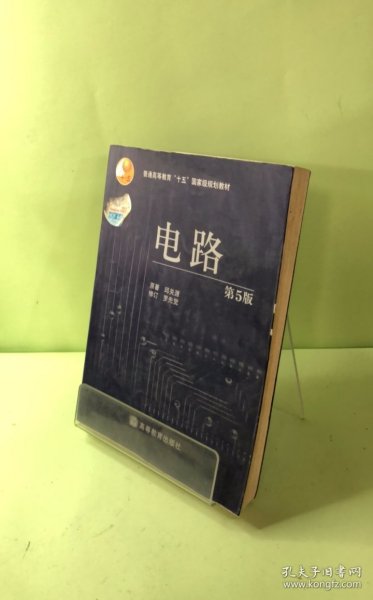 普通高等教育“十五”国家级规划教材
电路
第5版
原著 邱关源
修订 罗先觉
高等教育出版社
孔夫子旧书网
www.kongfz.com